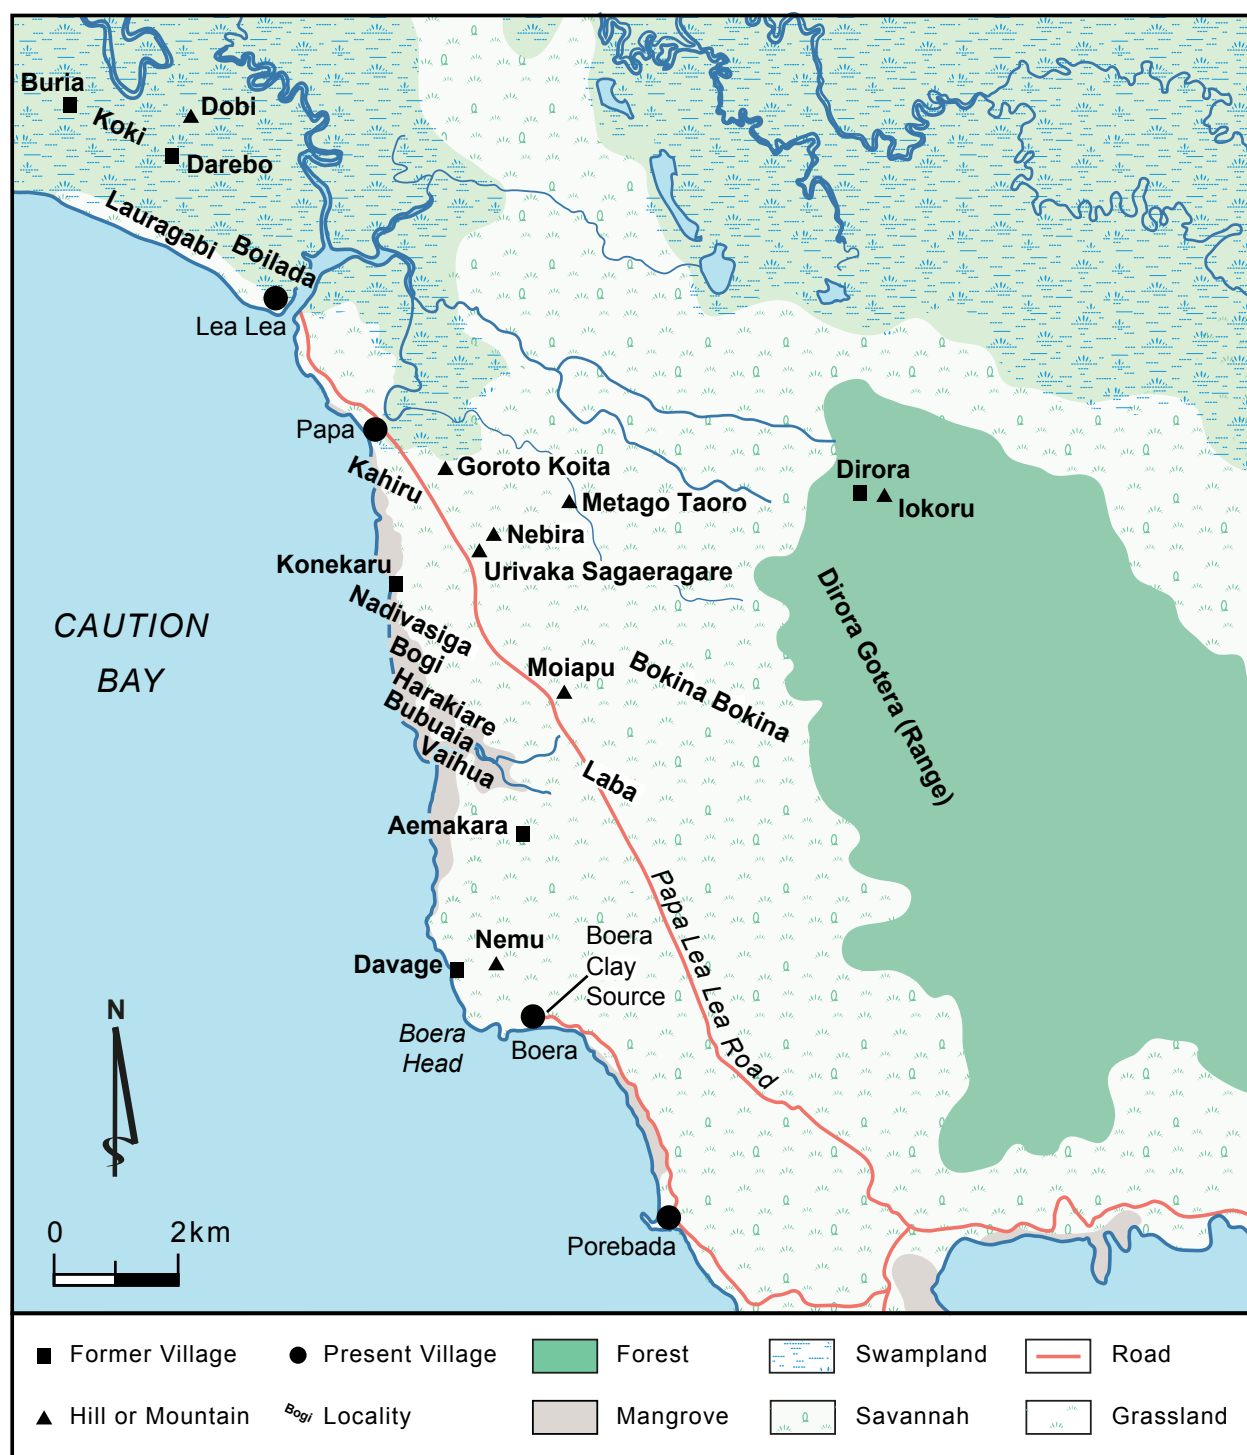 Buria
Koki
Dobi
Darebo
Lauragabi
Boilada
Lea Lea
Papa
Kahiru
Goroto Koita
Metago Taoro
Nebira
Urivaka Sagaeragare
Dirora
Iokoru
Konekaru
Nadivasiga
Bogi
Harakiare
Bubuaia
Vaihua
Moiapu
Bokina Bokina
Dirora Gotera (Range)
CAUTION
BAY
Laba
Aemakara
Papa Lea Lea Road
Nemu
Davage
Boera
Clay
Source
Boera
Head
Boera
Porebada
N
0 2km
Former Village
Present Village
Forest
Swampland
Road
Hill or Mountain
Bogi Locality
Mangrove
Savannah
Grassland